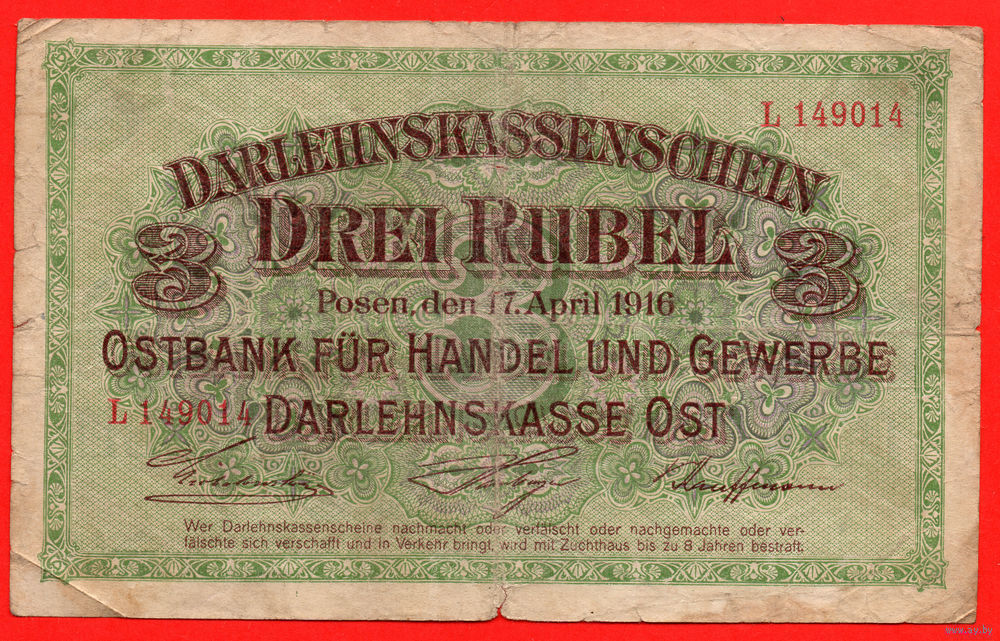 L 149014
DARLEHNSKASSENSCHEIN
DREI RUBEL
3 3
Posen, den 17. April 1916
OSTBANK FÜR HANDEL UND GEWERBE
L 149014 DARLEHNSKASSE OST
3
Wer Darlehnskassenscheine nachmacht oder verfälscht oder nachgemachte oder ver-
fälschte sich verschafft und in Verkehr bringt, wird mit Zuchthaus bis zu 8 Jahren bestraft.
www.ay.by